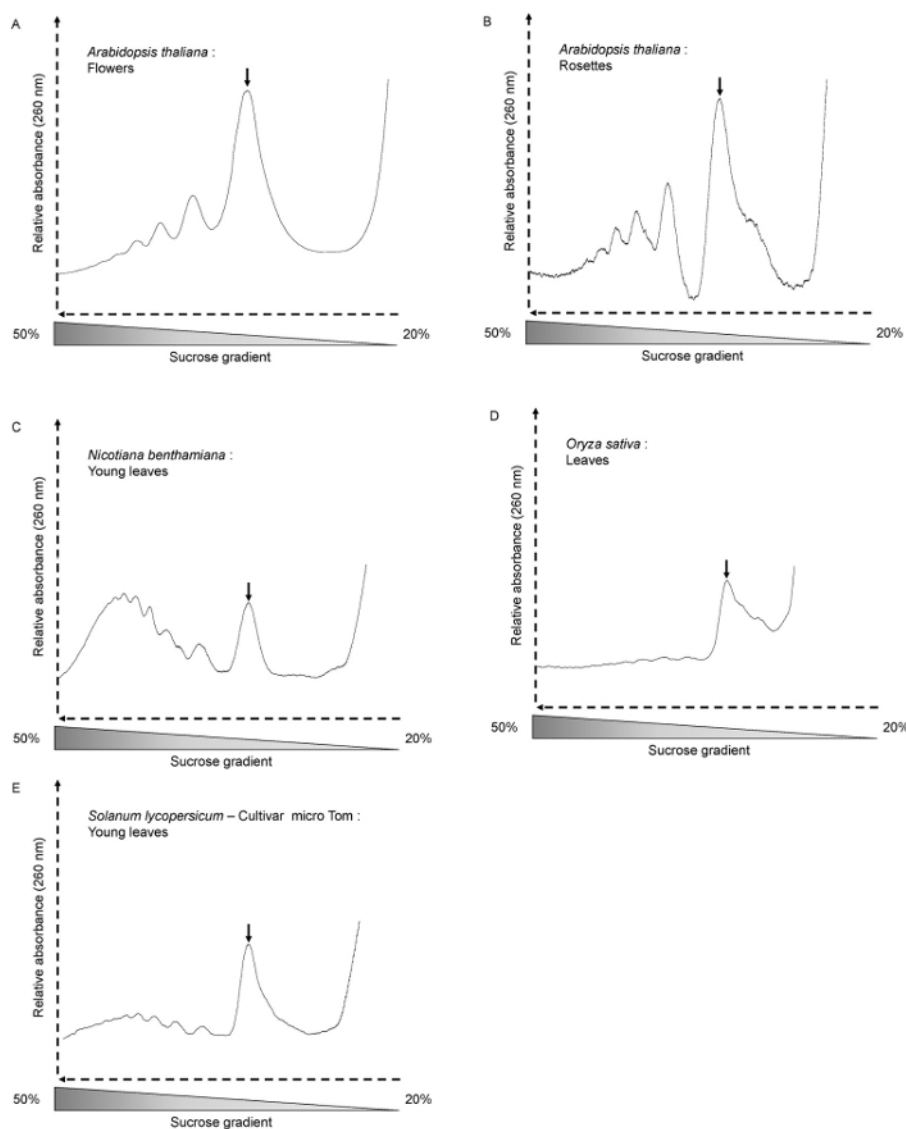 A
Arabidopsis thaliana :
Flowers
Relative absorbance (260 nm)
50%
20%
Sucrose gradient
B
Arabidopsis thaliana :
Rosettes
Relative absorbance (260 nm)
50%
20%
Sucrose gradient
C
Nicotiana benthamiana :
Young leaves
Relative absorbance (260 nm)
50%
20%
Sucrose gradient
D
Oryza sativa :
Leaves
Relative absorbance (260 nm)
50%
20%
Sucrose gradient
E
Solanum lycopersicum – Cultivar micro Tom :
Young leaves
Relative absorbance (260 nm)
50%
20%
Sucrose gradient